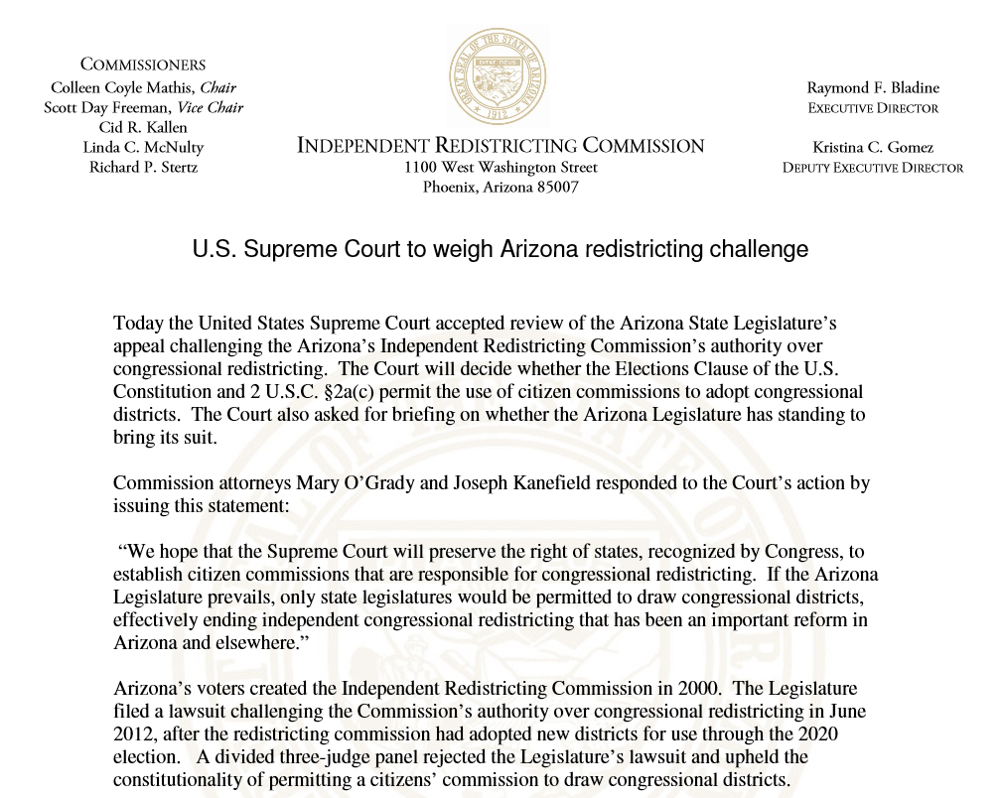 COMMISSIONERS
Colleen Coyle Mathis, Chair
Scott Day Freeman, Vice Chair
Cid R. Kallen
Linda C. McNulty
Richard P. Stertz
GREAT SEAL OF THE STATE OF ARIZONA
DITAT DEUS
1912
INDEPENDENT REDISTRICTING COMMISSION
1100 West Washington Street
Phoenix, Arizona 85007
Raymond F. Bladine
EXECUTIVE DIRECTOR
Kristina C. Gomez
DEPUTY EXECUTIVE DIRECTOR
U.S. Supreme Court to weigh Arizona redistricting challenge
Today the United States Supreme Court accepted review of the Arizona State Legislature's
appeal challenging the Arizona's Independent Redistricting Commission's authority over
congressional redistricting.  The Court will decide whether the Elections Clause of the U.S.
Constitution and 2 U.S.C. §2a(c) permit the use of citizen commissions to adopt congressional
districts.  The Court also asked for briefing on whether the Arizona Legislature has standing to
bring its suit.
Commission attorneys Mary O'Grady and Joseph Kanefield responded to the Court's action by
issuing this statement:
“We hope that the Supreme Court will preserve the right of states, recognized by Congress, to
establish citizen commissions that are responsible for congressional redistricting.  If the Arizona
Legislature prevails, only state legislatures would be permitted to draw congressional districts,
effectively ending independent congressional redistricting that has been an important reform in
Arizona and elsewhere.”
Arizona's voters created the Independent Redistricting Commission in 2000.  The Legislature
filed a lawsuit challenging the Commission's authority over congressional redistricting in June
2012, after the redistricting commission had adopted new districts for use through the 2020
election.   A divided three-judge panel rejected the Legislature's lawsuit and upheld the
constitutionality of permitting a citizens' commission to draw congressional districts.